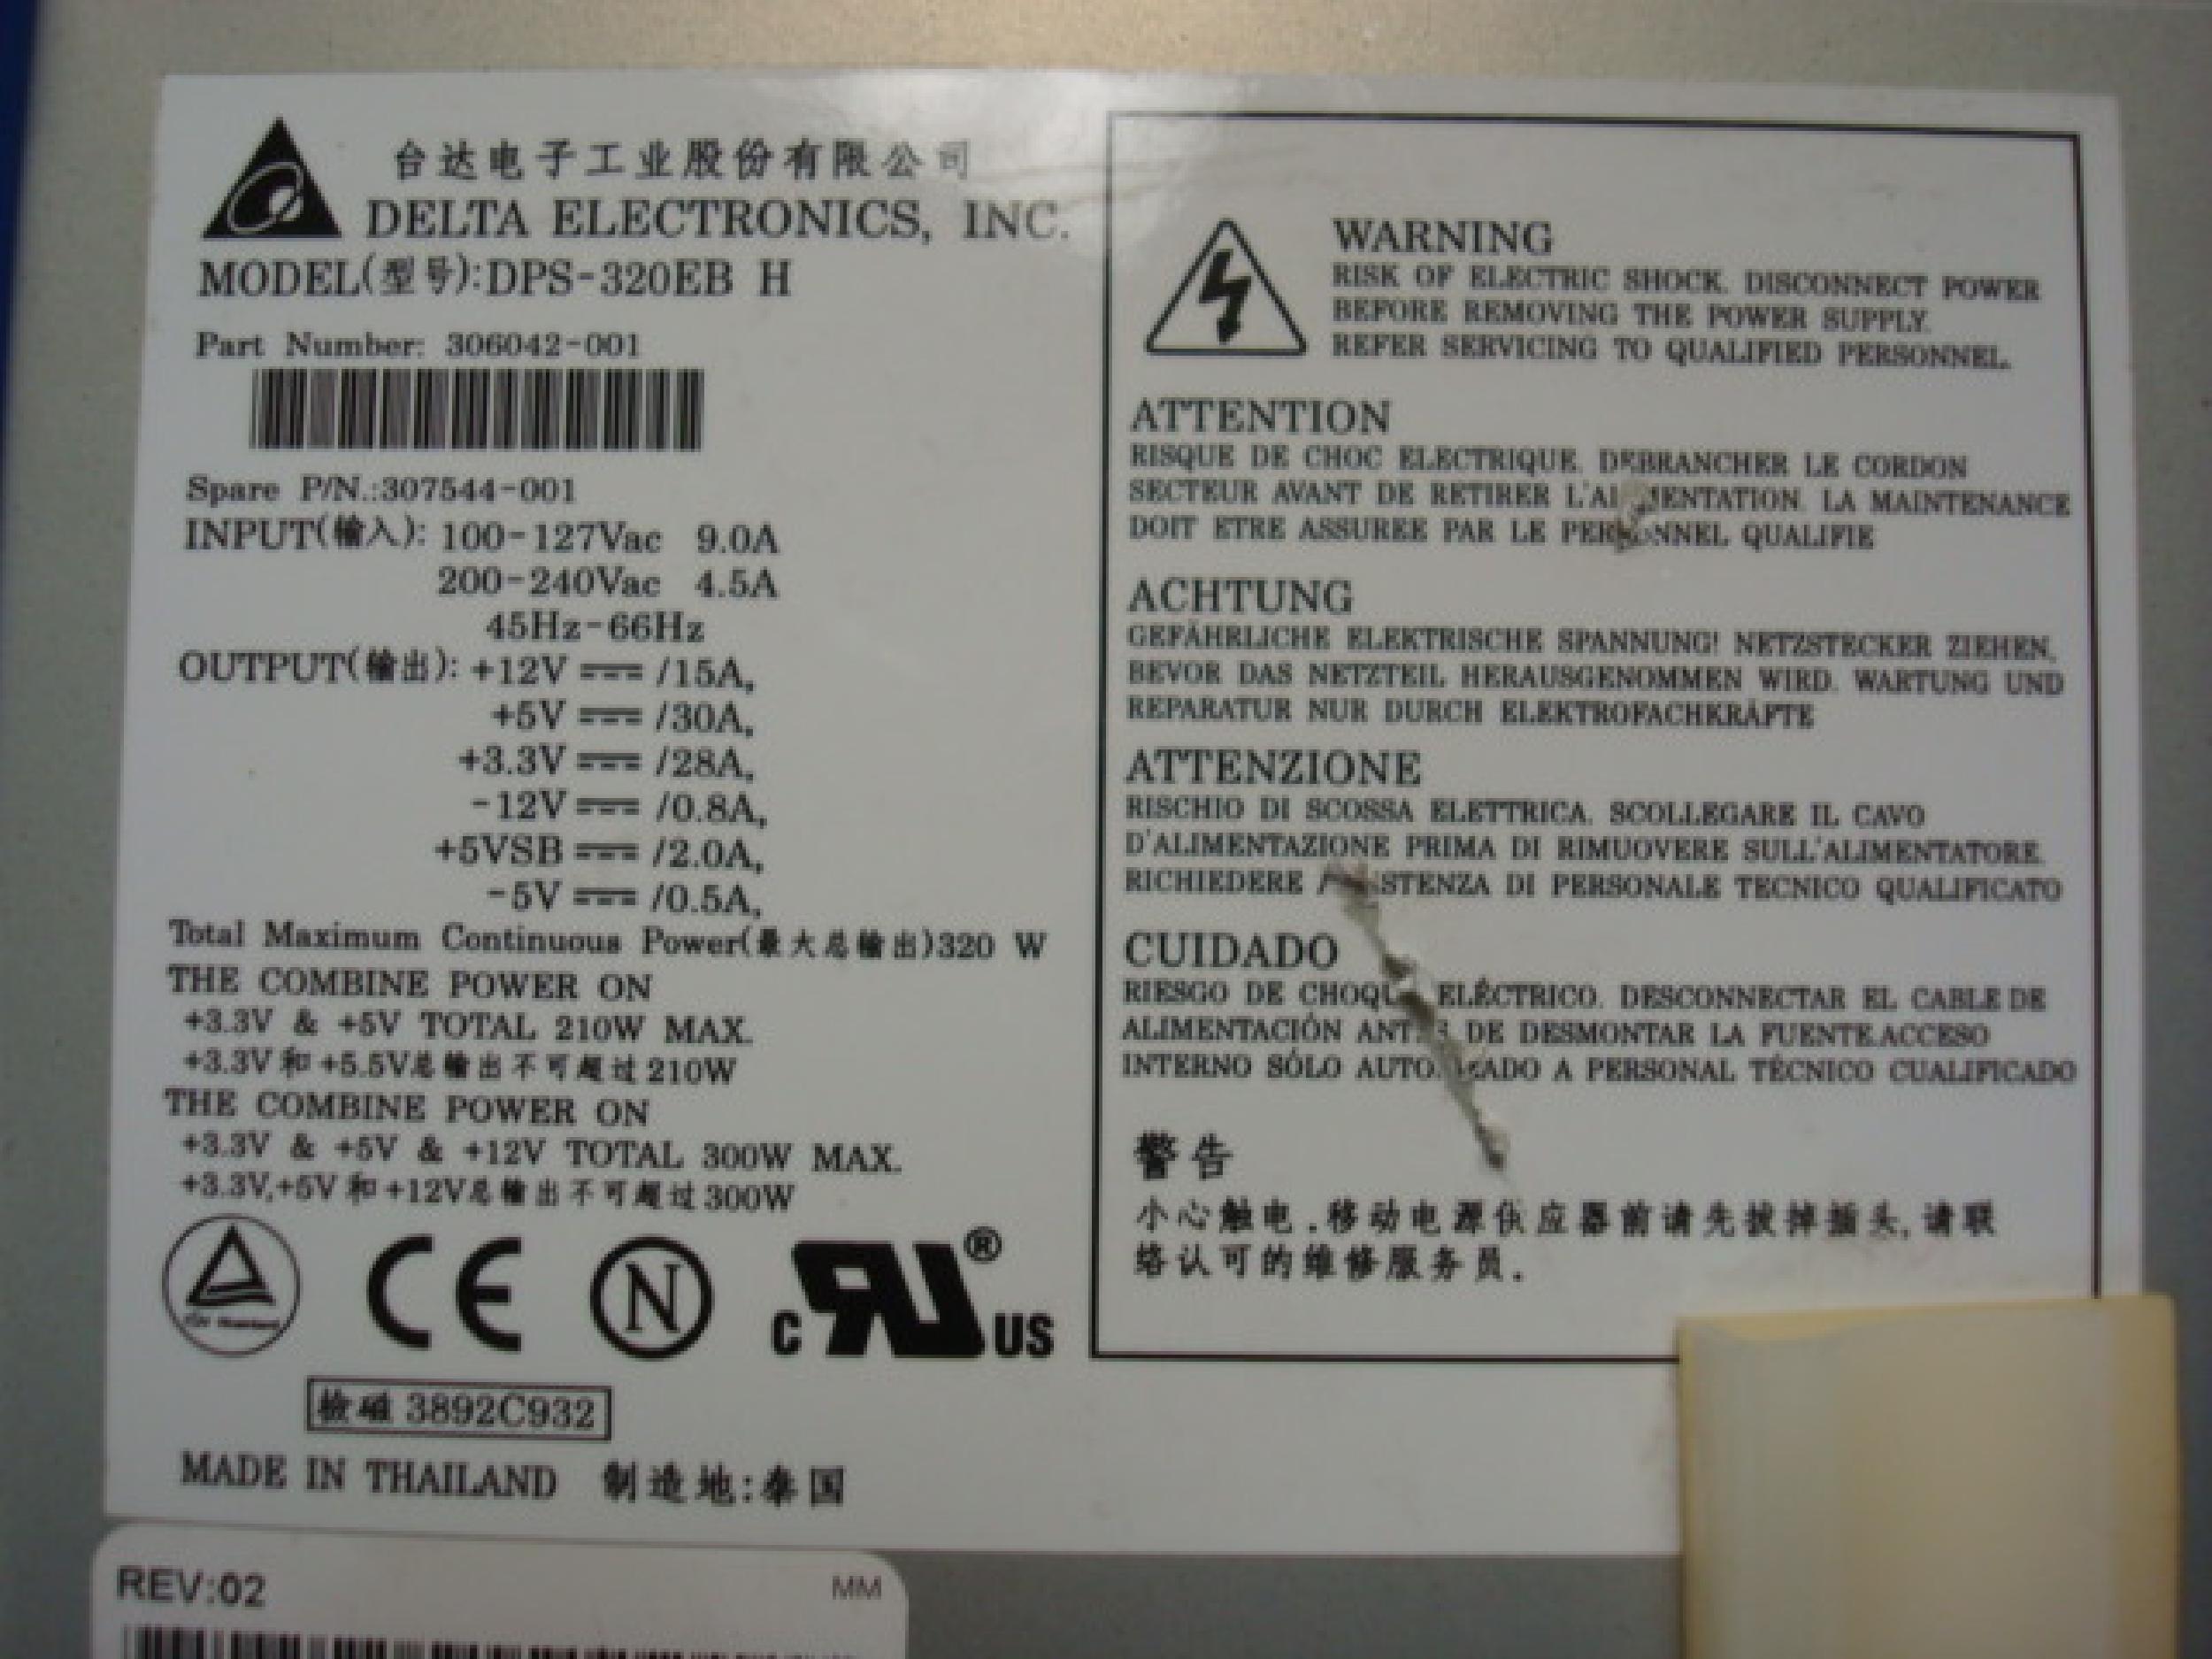 台达电子工业股份有限公司
DELTA ELECTRONICS, INC.
MODEL(型号):DPS-320EB H
Part Number: 306042-001
Spare P/N.:307544-001
INPUT(输入): 100-127Vac 9.0A
200-240Vac 4.5A
45Hz-66Hz
OUTPUT(输出): +12V /15A,
+5V /30A,
+3.3V /28A,
-12V /0.8A,
+5VSB /2.0A,
-5V /0.5A,
Total Maximum Continuous Power(最大总输出)320 W
THE COMBINE POWER ON
+3.3V & +5V TOTAL 210W MAX.
+3.3V和+5.5V总输出不可超过210W
THE COMBINE POWER ON
+3.3V & +5V & +12V TOTAL 300W MAX.
+3.3V,+5V和+12V总输出不可超过300W
CE N c RU ® US
检磁 3892C932
MADE IN THAILAND 制造地:泰国
REV:02 MM
WARNING
RISK OF ELECTRIC SHOCK. DISCONNECT POWER
BEFORE REMOVING THE POWER SUPPLY.
REFER SERVICING TO QUALIFIED PERSONNEL.
ATTENTION
RISQUE DE CHOC ELECTRIQUE. DEBRANCHER LE CORDON
SECTEUR AVANT DE RETIRER L'ALIMENTATION. LA MAINTENANCE
DOIT ETRE ASSUREE PAR LE PERSONNEL QUALIFIE
ACHTUNG
GEFÄHRLICHE ELEKTRISCHE SPANNUNG! NETZSTECKER ZIEHEN,
BEVOR DAS NETZTEIL HERAUSGENOMMEN WIRD. WARTUNG UND
REPARATUR NUR DURCH ELEKTROFACHKRÄFTE
ATTENZIONE
RISCHIO DI SCOSSA ELETTRICA. SCOLLEGARE IL CAVO
D'ALIMENTAZIONE PRIMA DI RIMUOVERE SULL'ALIMENTATORE.
RICHIEDERE ASSISTENZA DI PERSONALE TECNICO QUALIFICATO
CUIDADO
RIESGO DE CHOQUE ELÉCTRICO. DESCONNECTAR EL CABLE DE
ALIMENTACIÓN ANTES DE DESMONTAR LA FUENTE.ACCESO
INTERNO SÓLO AUTORIZADO A PERSONAL TÉCNICO CUALIFICADO
警告
小心触电.移动电源供应器前请先拔掉插头,请联
络认可的维修服务员.